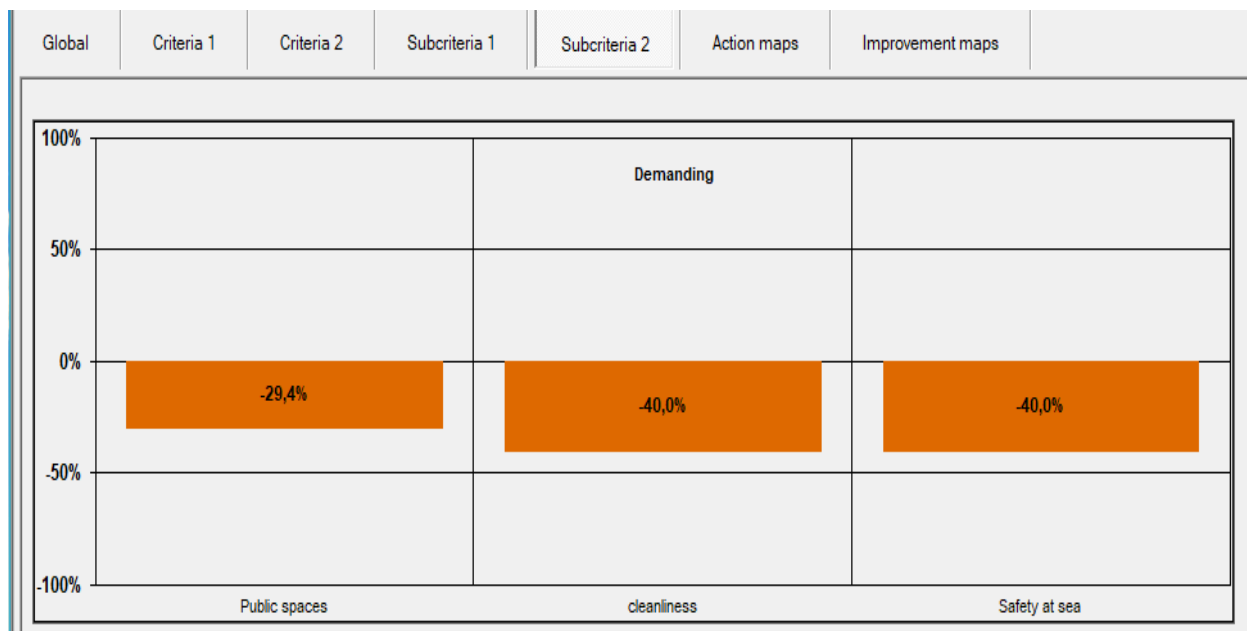 Global Criteria 1 Criteria 2 Subcriteria 1 Subcriteria 2 Action maps Improvement maps
100%
Demanding
50%
0%
-29,4% -40,0% -40,0%
-50%
-100%
Public spaces cleanliness Safety at sea